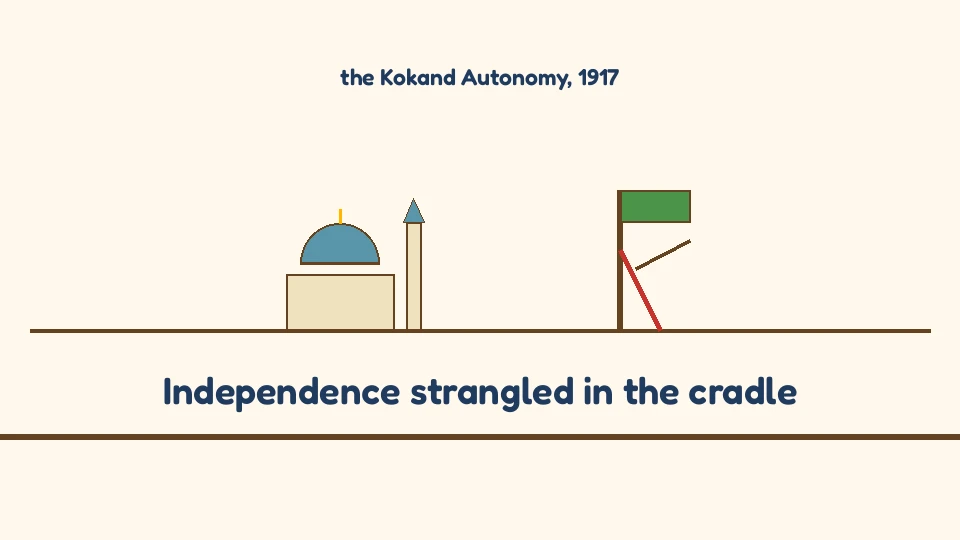 the Kokand Autonomy, 1917
Independence strangled in the cradle